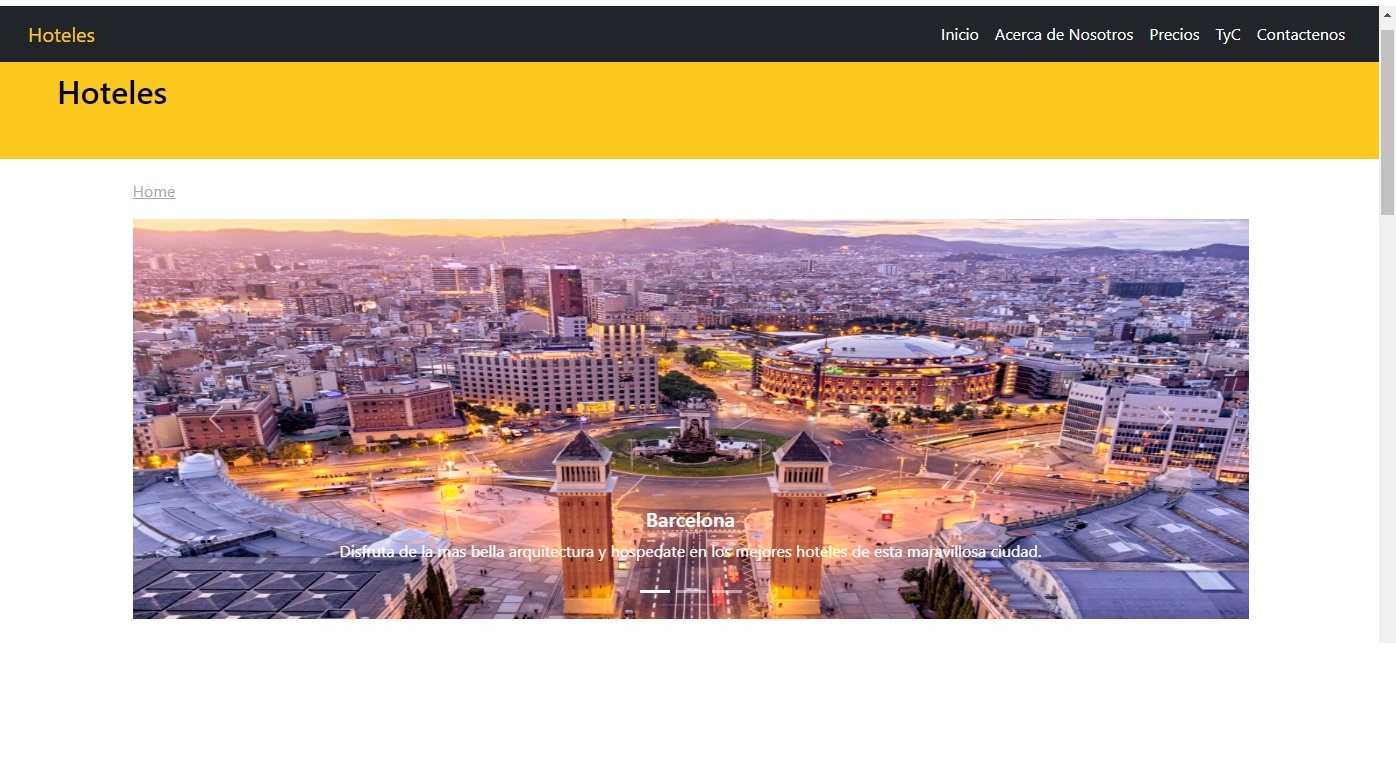 Hoteles
Inicio Acerca de Nosotros Precios TyC Contactenos
Hoteles
Home
Barcelona
Disfruta de la mas bella arquitectura y hospedate en los mejores hoteles de esta maravillosa ciudad.